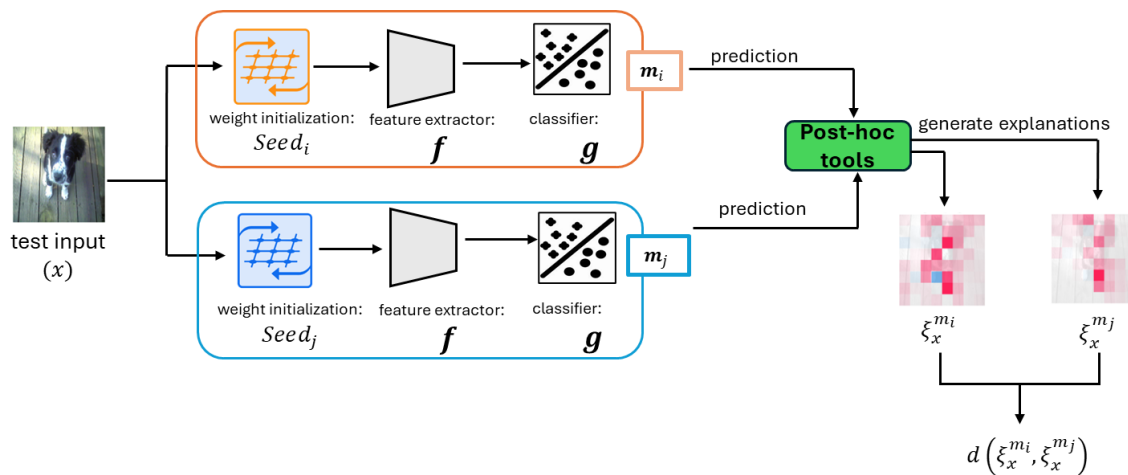 test input
(x)
weight initialization:
Seed_i
feature extractor:
f
classifier:
g
m_i
prediction
weight initialization:
Seed_j
feature extractor:
f
classifier:
g
m_j
prediction
Post-hoc
tools
generate explanations
ξ_x^{m_i}
ξ_x^{m_j}
d(ξ_x^{m_i}, ξ_x^{m_j})